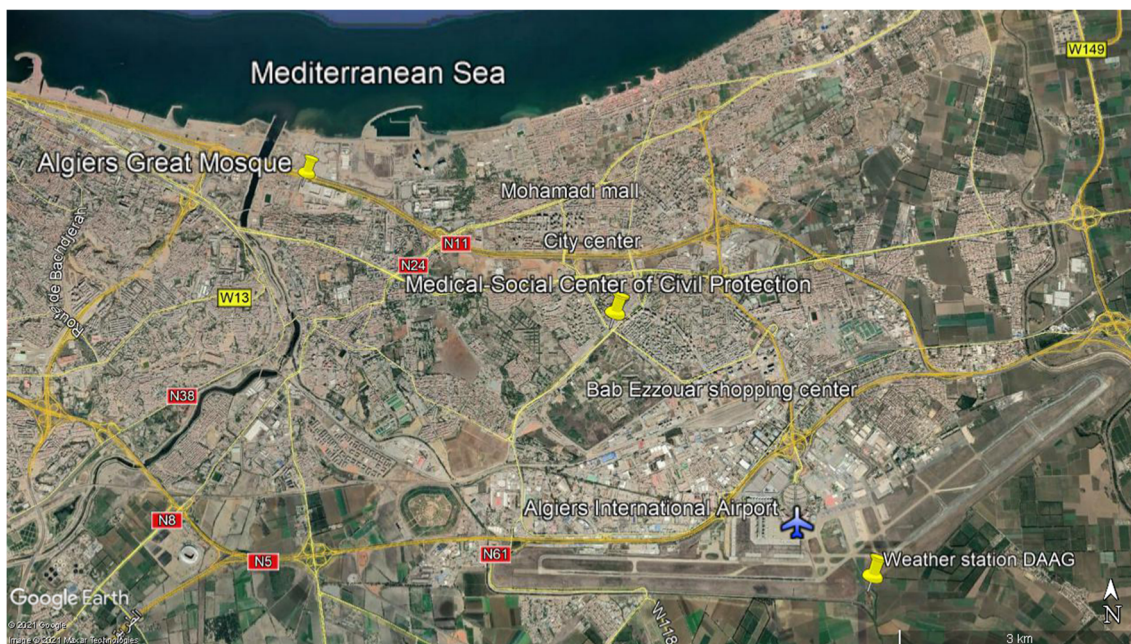 Mediterranean Sea
W149
Algiers Great Mosque
Mohamadi mall
Route de Bachdjerah
N11
City center
N24
Medical-Social Center of Civil Protection
W13
Bab Ezzouar shopping center
N38
Algiers International Airport
N8
N61
N5
Weather station DAAG
Google Earth
W118
N
© 2021 Google
Image © 2021 Maxar Technologies
3 km